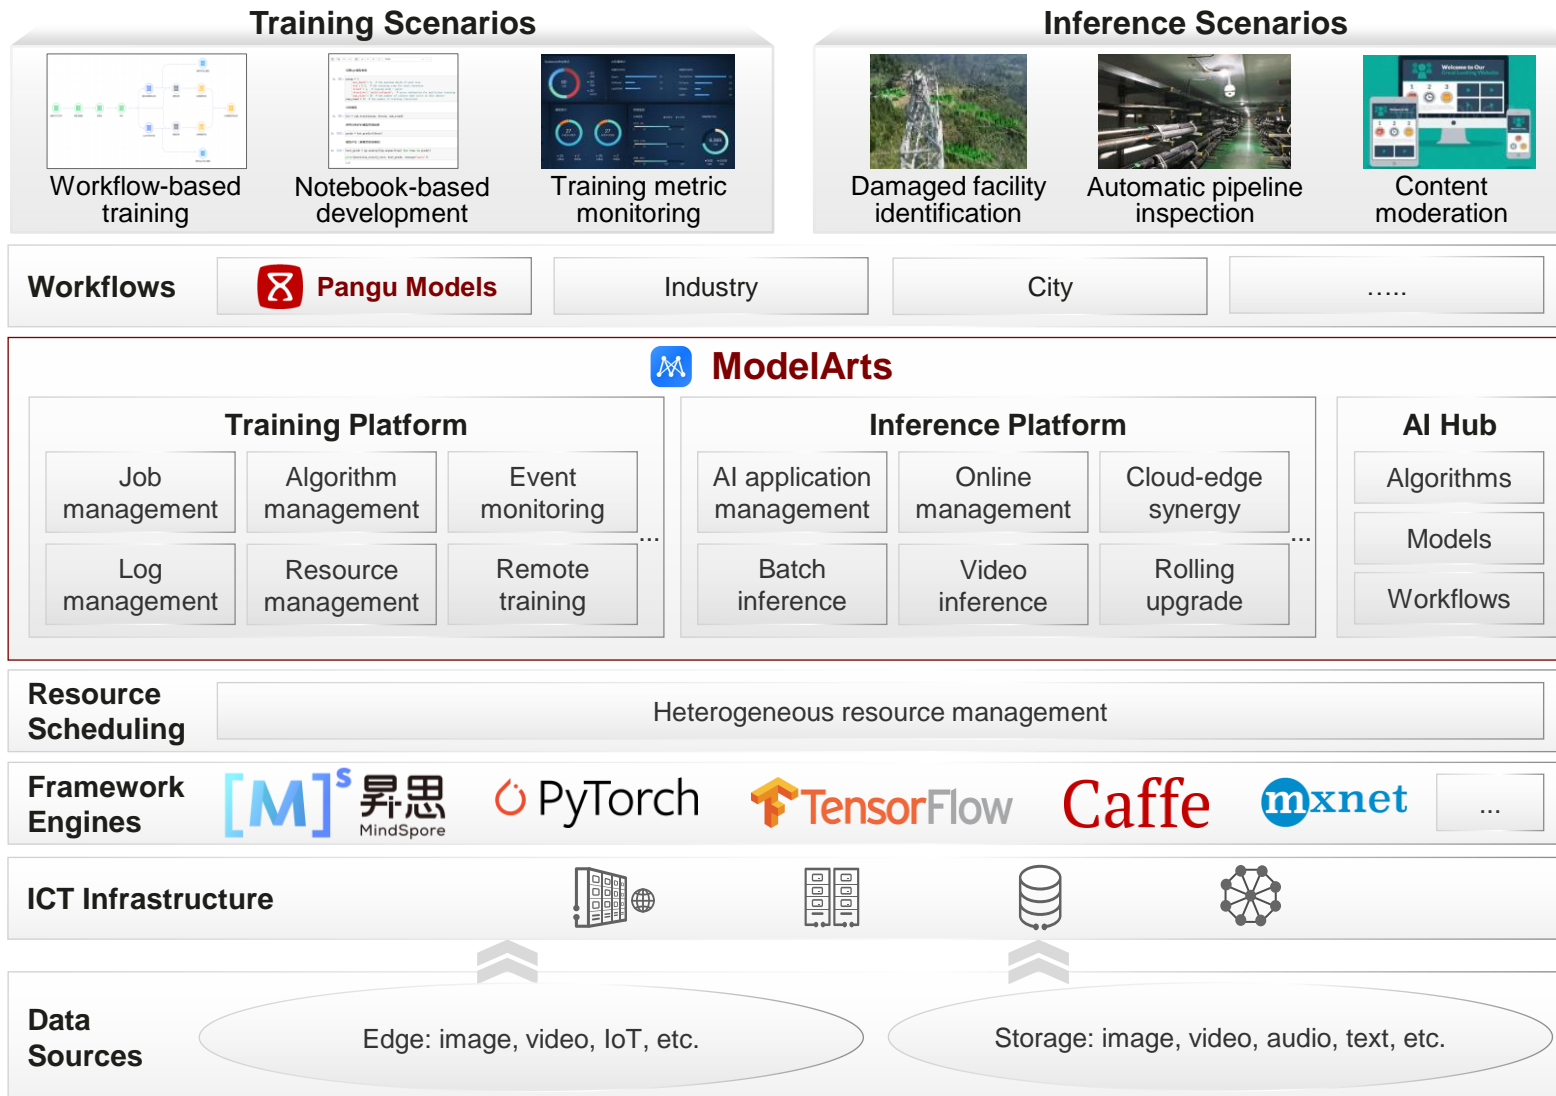 Training Scenarios
Inference Scenarios
Welcome to Our
Workflow-based
training
Notebook-based
development
Training metric
monitoring
Damaged facility
identification
Automatic pipeline
inspection
Content
moderation
Workflows
Pangu Models
Industry
City
.....
ModelArts
Training Platform
Job
management
Algorithm
management
Event
monitoring
Log
management
Resource
management
Remote
training
...
Inference Platform
AI application
management
Online
management
Cloud-edge
synergy
Batch
inference
Video
inference
Rolling
upgrade
...
AI Hub
Algorithms
Models
Workflows
Resource
Scheduling
Heterogeneous resource management
Framework
Engines
[M]s 昇思
MindSpore
PyTorch
TensorFlow
Caffe
mxnet
...
ICT Infrastructure
Data
Sources
Edge: image, video, IoT, etc.
Storage: image, video, audio, text, etc.